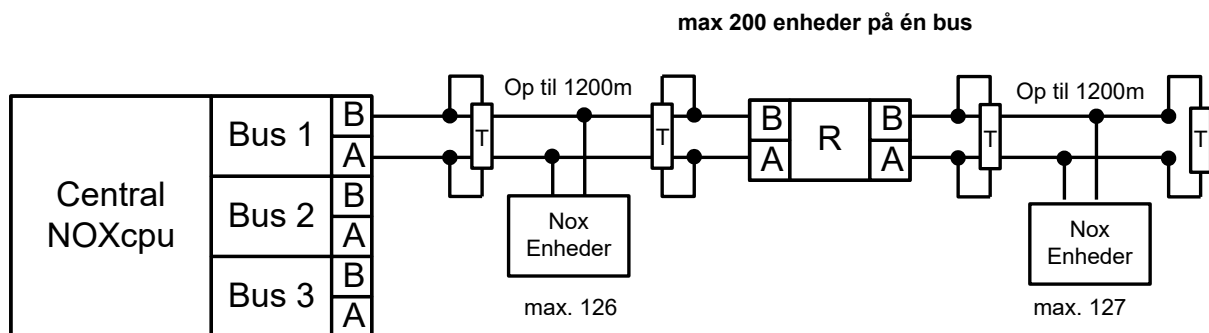 max 200 enheder på én bus
Op til 1200m
Op til 1200m
Central
NOXcpu
Bus 1
B
A
Bus 2
B
A
Bus 3
B
A
T
T
B
A
R
B
A
T
T
Nox
Enheder
max. 126
Nox
Enheder
max. 127